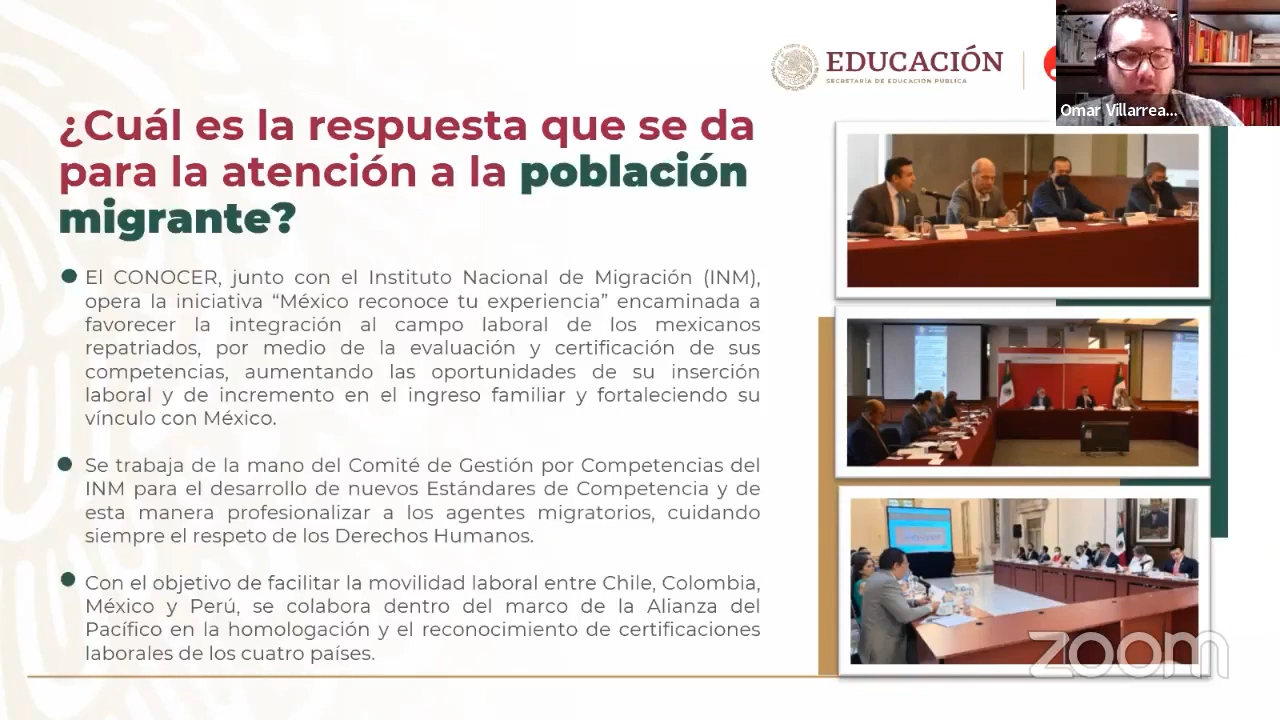 EDUCACIÓN
SECRETARÍA DE EDUCACIÓN PÚBLICA
Omar Villarrea...
¿Cuál es la respuesta que se da
para la atención a la población
migrante?
El CONOCER, junto con el Instituto Nacional de Migración (INM),
opera la iniciativa “México reconoce tu experiencia” encaminada a
favorecer la integración al campo laboral de los mexicanos
repatriados, por medio de la evaluación y certificación de sus
competencias, aumentando las oportunidades de su inserción
laboral y de incremento en el ingreso familiar y fortaleciendo su
vínculo con México.
Se trabaja de la mano del Comité de Gestión por Competencias del
INM para el desarrollo de nuevos Estándares de Competencia y de
esta manera profesionalizar a los agentes migratorios, cuidando
siempre el respeto de los Derechos Humanos.
Con el objetivo de facilitar la movilidad laboral entre Chile, Colombia,
México y Perú, se colabora dentro del marco de la Alianza del
Pacífico en la homologación y el reconocimiento de certificaciones
laborales de los cuatro países.
zoom